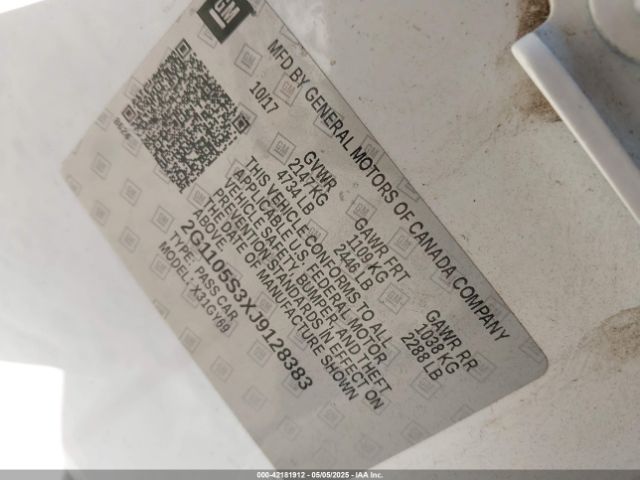 GM
MFD BY GENERAL MOTORS OF CANADA COMPANY
10/17
GVWR
2147 KG
4734 LB
GAWR FRT
1109 KG
2446 LB
GAWR RR
1038 KG
2288 LB
THIS VEHICLE CONFORMS TO ALL
APPLICABLE U.S. FEDERAL MOTOR
VEHICLE SAFETY, BUMPER, AND THEFT
PREVENTION STANDARDS IN EFFECT ON
THE DATE OF MANUFACTURE SHOWN
ABOVE.
2G1105S3XJ9128383
TYPE: PASS CAR
MODEL: X31GY69
000-42181912 - 05/05/2025 - IAA Inc.